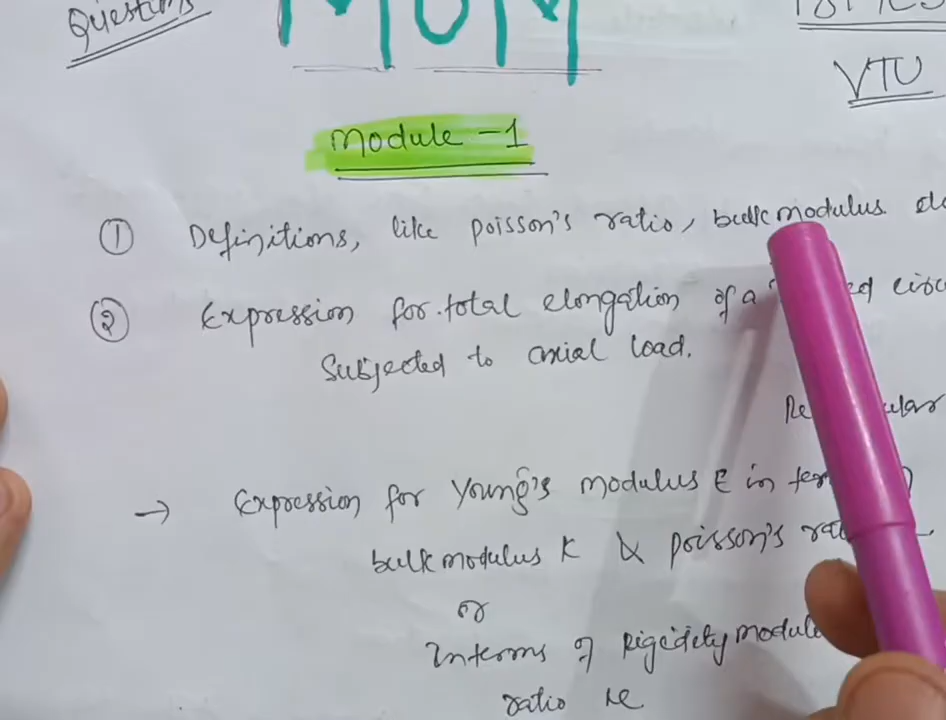 Questions
MOM
VTU
Module - 1
① Definitions, like poisson's ratio, bulk modulus
② Expression for total elongation of a
Subjected to axial load.
→ Expression for Young's modulus E in
bulk modulus K & poisson's
or
Interms of Rigidity
ratio